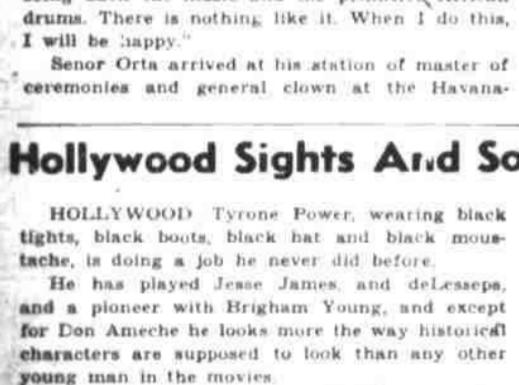 drums. There is nothing like it. When I do this,
I will be happy."
Senor Orta arrived at his station of master of
ceremonies and general clown at the Havana-
Hollywood Sights And So
HOLLYWOOD Tyrone Power, wearing black
tights, black boots, black hat and black mous-
tache, is doing a job he never did before.
He has played Jesse James, and deLesseps,
and a pioneer with Brigham Young, and except
for Don Ameche he looks more the way historical
characters are supposed to look than any other
young man in the movies.